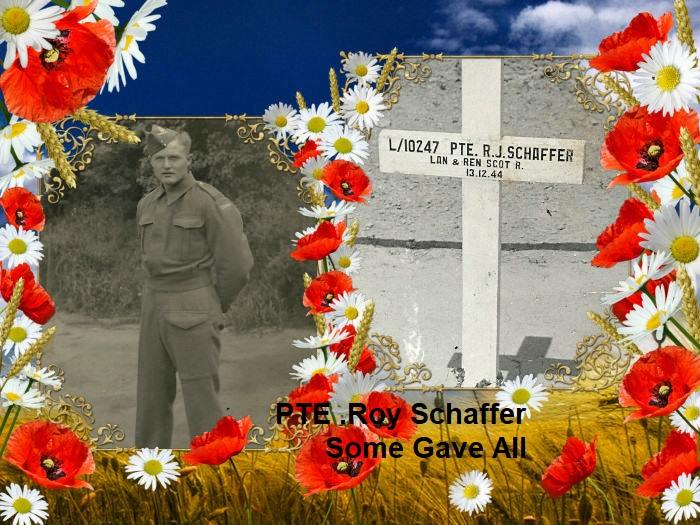 L/10247 PTE. R.J.SCHAFFER
LAN & REN SCOT R.
13.12.44
PTE .Roy Schaffer
Some Gave All